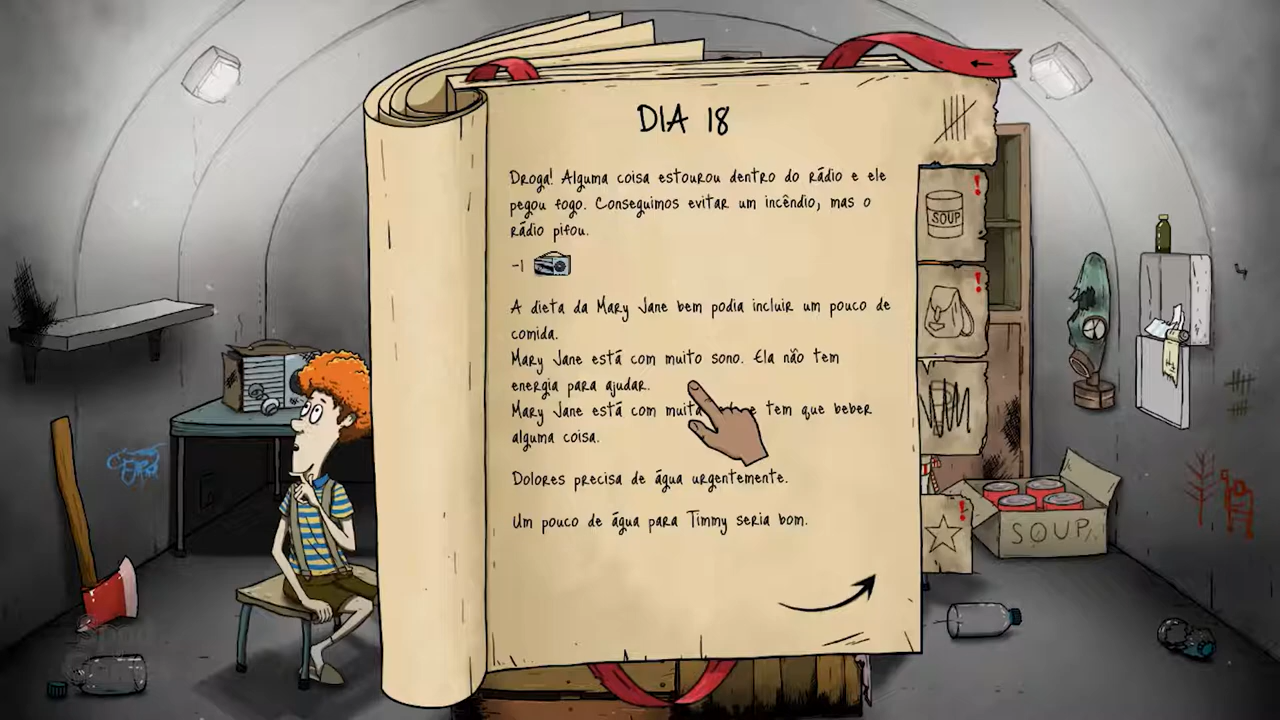 DIA 18
Droga! Alguma coisa estourou dentro do rádio e ele
pegou fogo. Conseguimos evitar um incêndio, mas o
rádio pifou.
-1
A dieta da Mary Jane bem podia incluir um pouco de
comida.
Mary Jane está com muito sono. Ela não tem
energia para ajudar.
Mary Jane está com muita e tem que beber
alguma coisa.
Dolores precisa de água urgentemente.
Um pouco de água para Timmy seria bom.
!
SOUP
!
!
SOUP